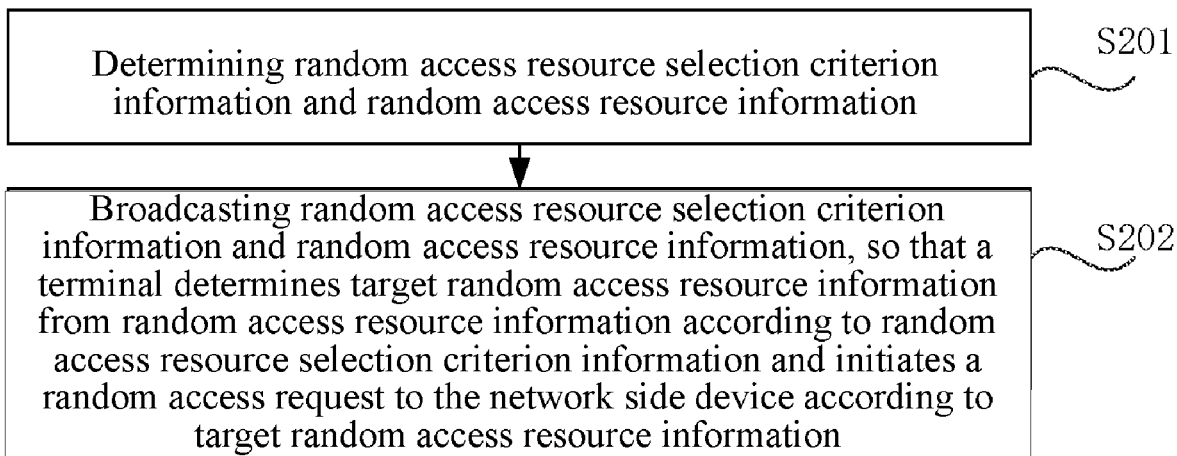 Determining random access resource selection criterion
information and random access resource information
S201
Broadcasting random access resource selection criterion
information and random access resource information, so that a
terminal determines target random access resource information
from random access resource information according to random
access resource selection criterion information and initiates a
random access request to the network side device according to
target random access resource information
S202